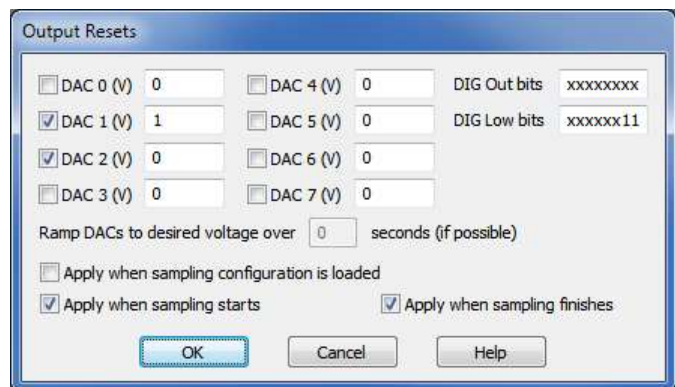 Output Resets
DAC 0 (V) 0 DAC 4 (V) 0 DIG Out bits xxxxxxxx
DAC 1 (V) 1 DAC 5 (V) 0 DIG Low bits xxxxxx11
DAC 2 (V) 0 DAC 6 (V) 0
DAC 3 (V) 0 DAC 7 (V) 0
Ramp DACs to desired voltage over 0 seconds (if possible)
Apply when sampling configuration is loaded
Apply when sampling starts Apply when sampling finishes
OK Cancel Help